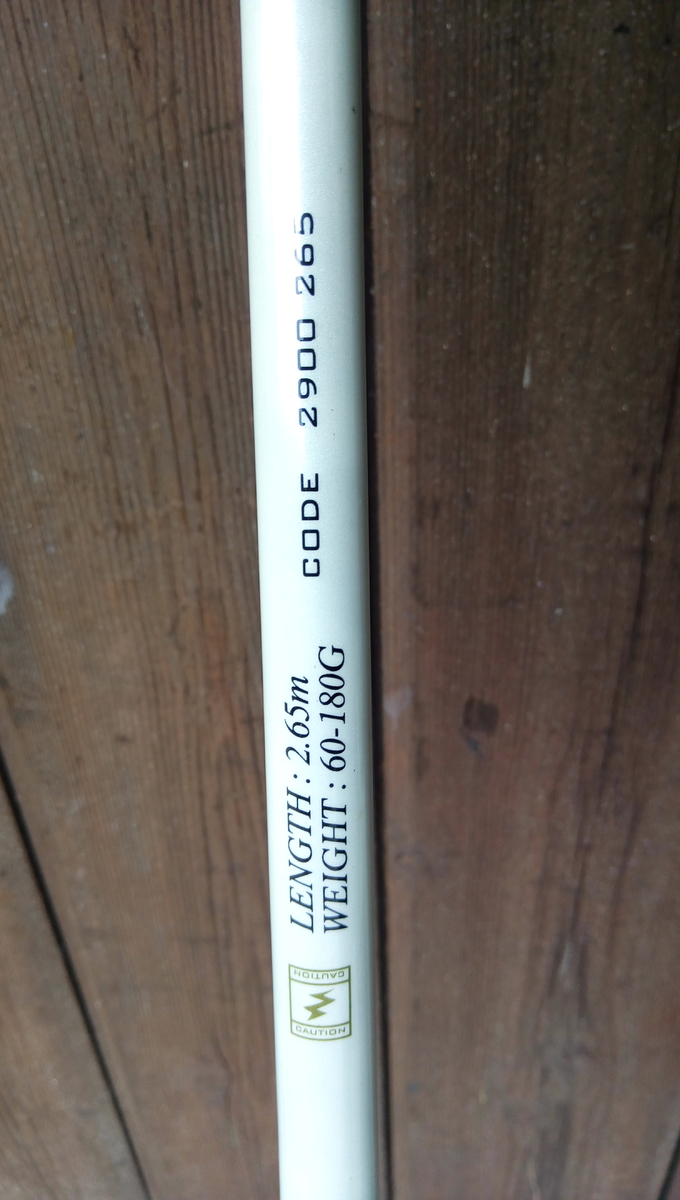 CODE 2900 265
LENGTH : 2.65m
WEIGHT : 60-180G
CAUTION
CAUTION